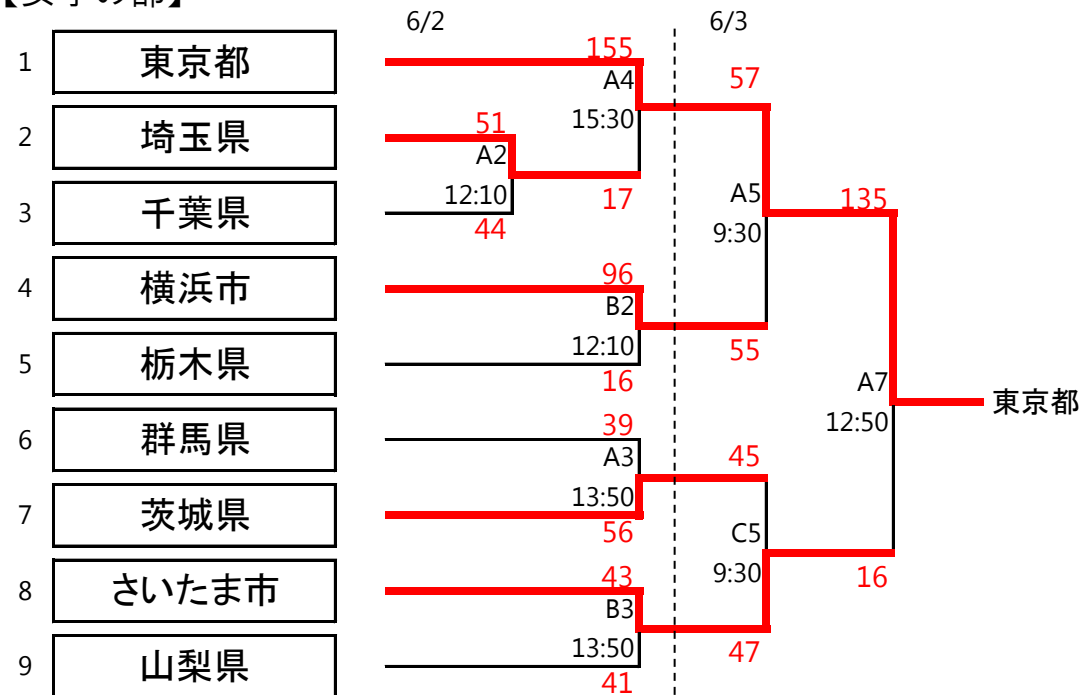 6/2 6/3
1 東京都 155 57
A4
15:30
2 埼玉県 51
A2
12:10 17
3 千葉県 44
A5 135
9:30
4 横浜市 96
B2
12:10 55
5 栃木県 16
A7 東京都
12:50
6 群馬県 39
A3 45
13:50
7 茨城県 56
C5
9:30 16
8 さいたま市 43
B3
13:50 47
9 山梨県 41